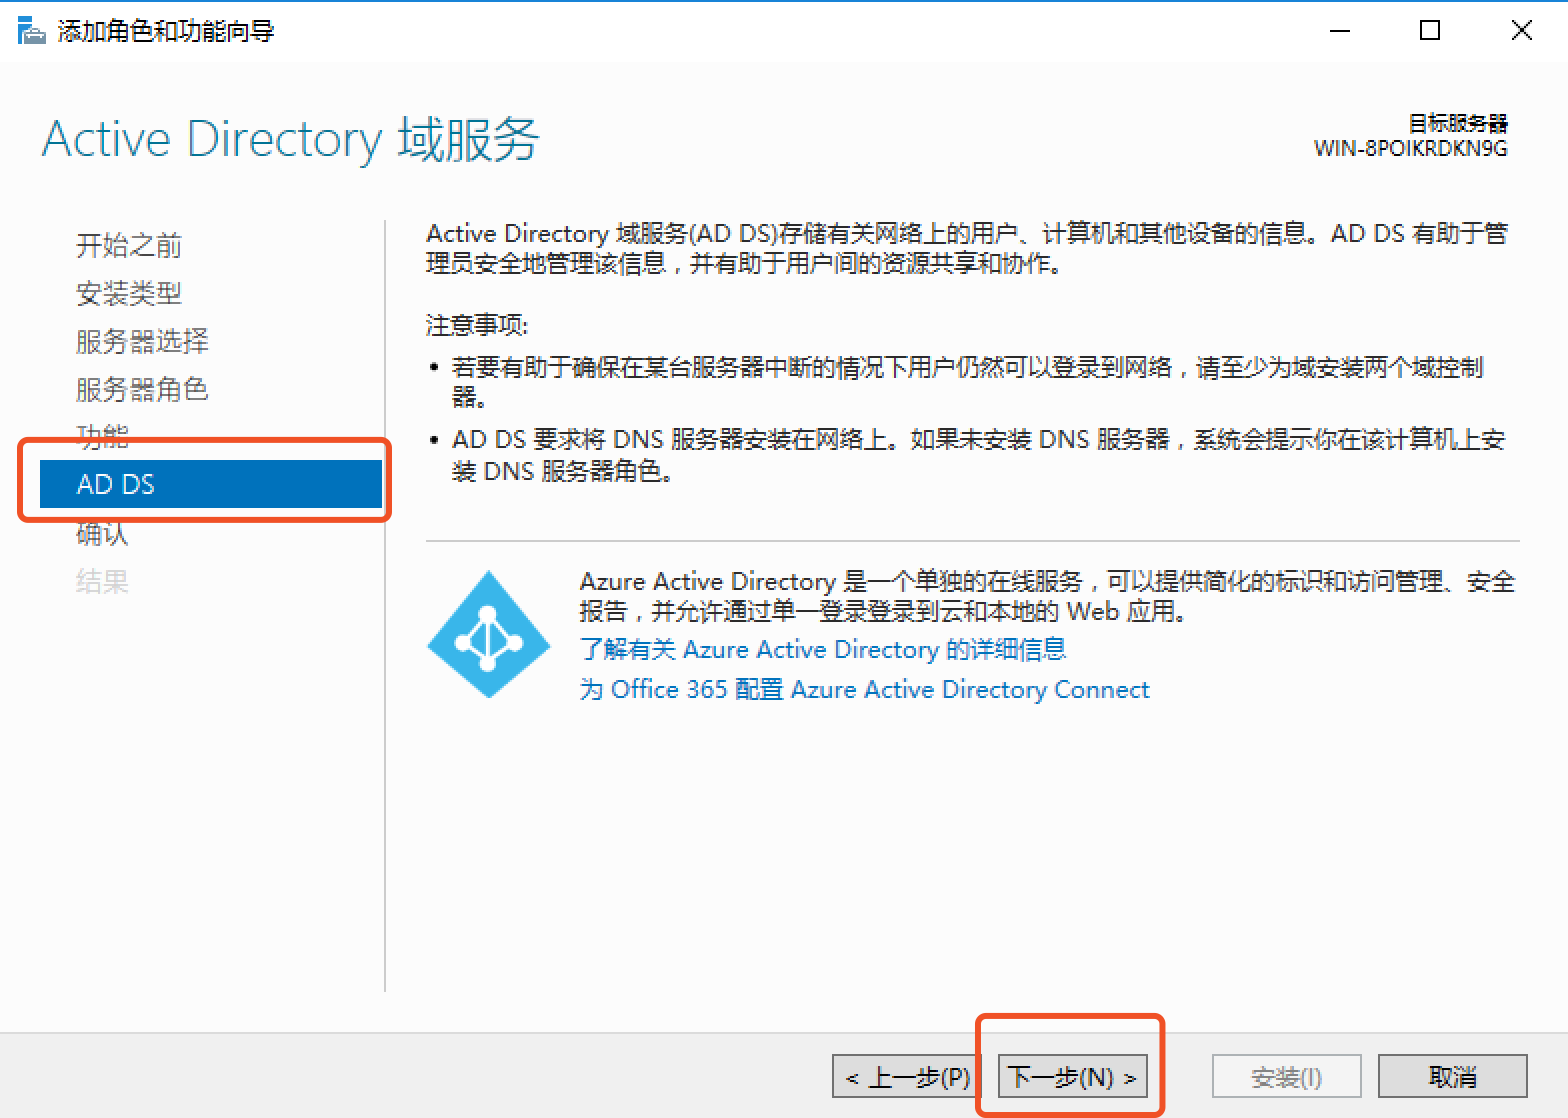 添加角色和功能向导
Active Directory 域服务
目标服务器
WIN-8POIKRDKN9G
开始之前
安装类型
服务器选择
服务器角色
功能
AD DS
确认
结果
Active Directory 域服务(AD DS)存储有关网络上的用户、计算机和其他设备的信息。AD DS 有助于管
理员安全地管理该信息，并有助于用户间的资源共享和协作。
注意事项:
• 若要有助于确保在某台服务器中断的情况下用户仍然可以登录到网络，请至少为域安装两个域控制
器。
• AD DS 要求将 DNS 服务器安装在网络上。如果未安装 DNS 服务器，系统会提示你在该计算机上安
装 DNS 服务器角色。
Azure Active Directory 是一个单独的在线服务，可以提供简化的标识和访问管理、安全
报告，并允许通过单一登录登录到云和本地的 Web 应用。
了解有关 Azure Active Directory 的详细信息
为 Office 365 配置 Azure Active Directory Connect
< 上一步(P)
下一步(N) >
安装(I)
取消